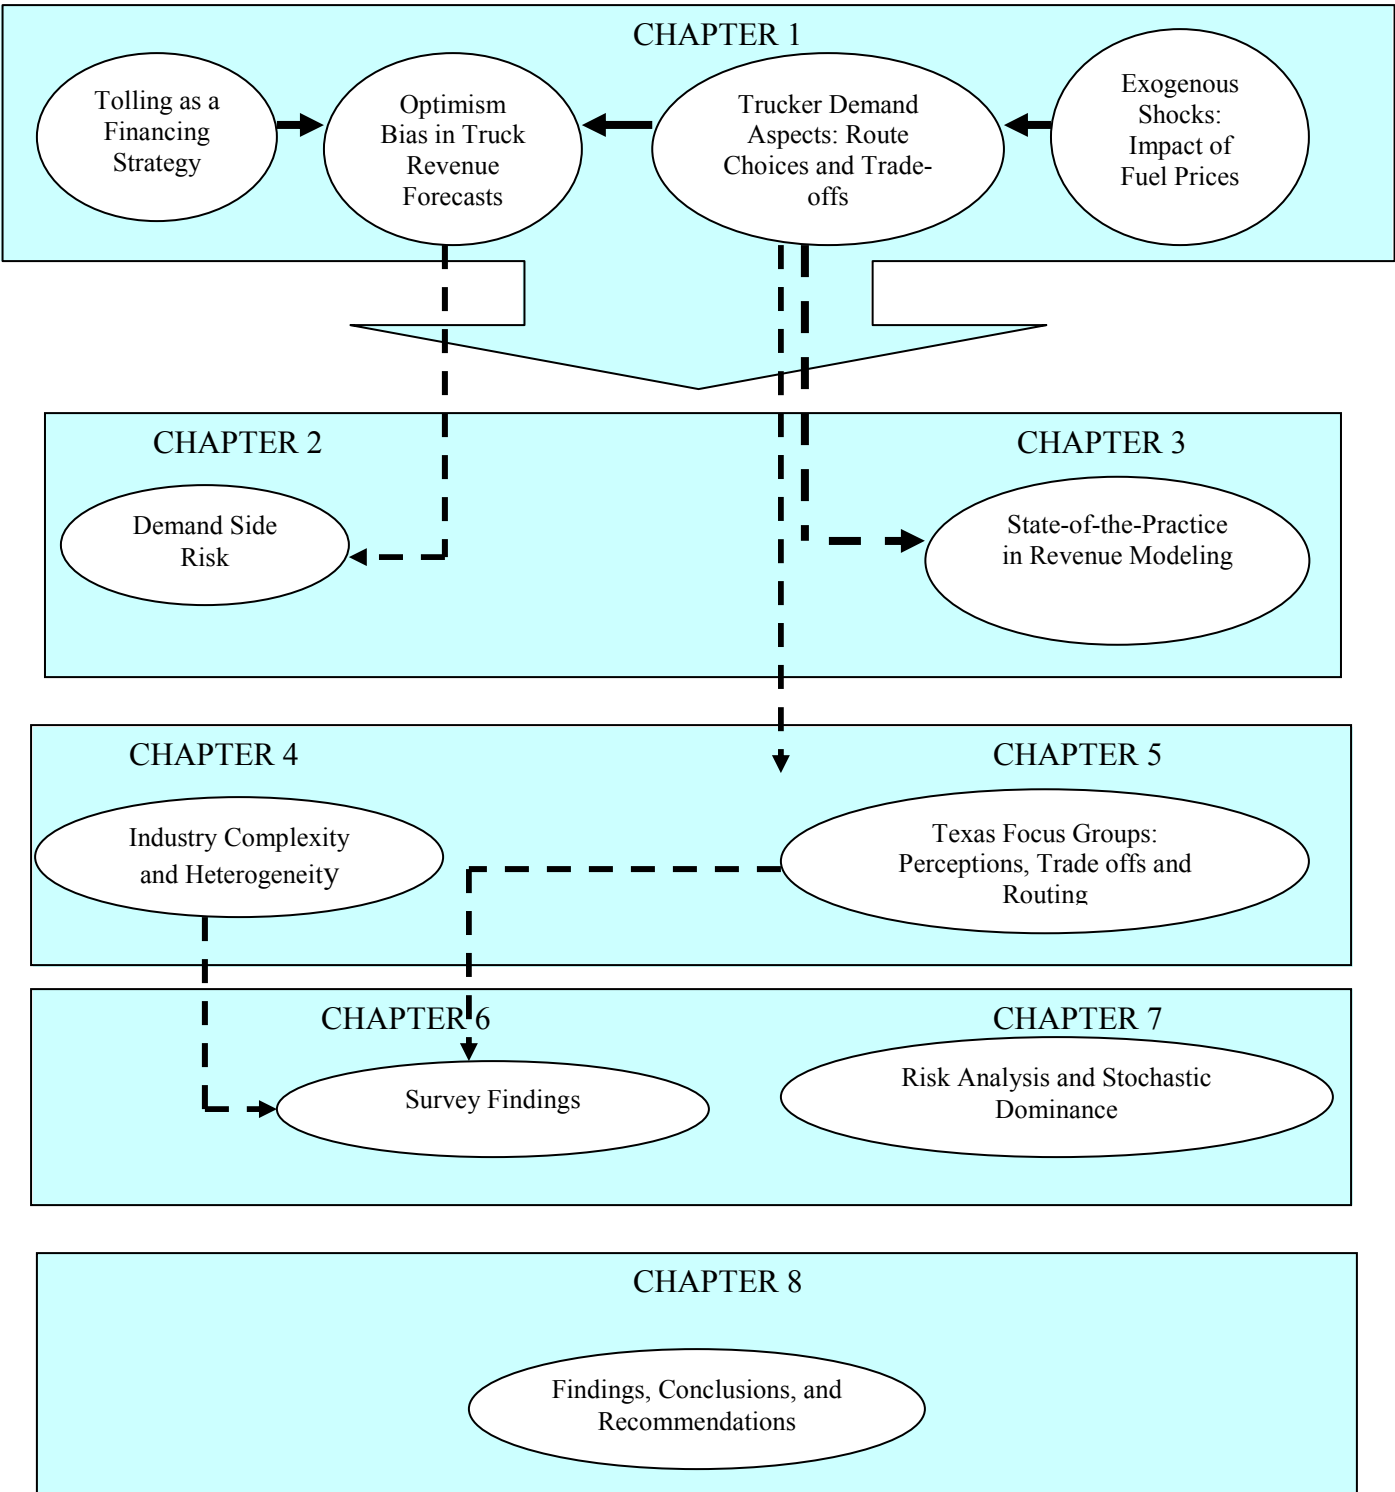 CHAPTER 1
Tolling as a
Financing
Strategy
Optimism
Bias in Truck
Revenue
Forecasts
Trucker Demand
Aspects: Route
Choices and Trade-
offs
Exogenous
Shocks:
Impact of
Fuel Prices
CHAPTER 2
Demand Side
Risk
CHAPTER 3
State-of-the-Practice
in Revenue Modeling
CHAPTER 4
Industry Complexity
and Heterogeneity
CHAPTER 5
Texas Focus Groups:
Perceptions, Trade offs and
Routing
CHAPTER 6
Survey Findings
CHAPTER 7
Risk Analysis and Stochastic
Dominance
CHAPTER 8
Findings, Conclusions, and
Recommendations